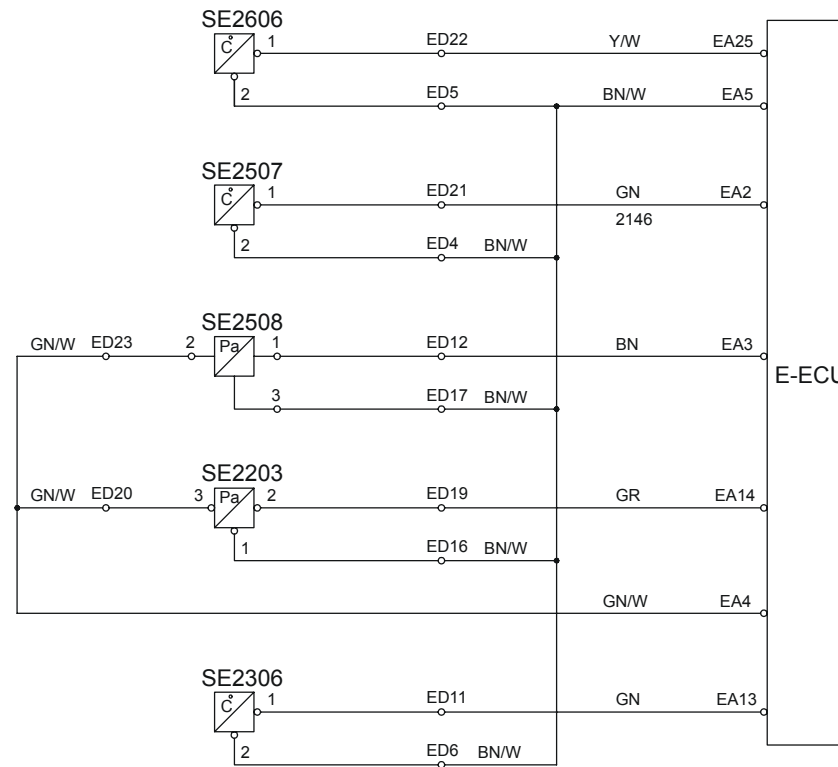 SE2606
C° 1 ED22 Y/W EA25
2 ED5 BN/W EA5
SE2507
C° 1 ED21 GN EA2
2146
2 ED4 BN/W
SE2508
GN/W ED23 2 Pa 1 ED12 BN EA3
E-ECU
3 ED17 BN/W
SE2203
GN/W ED20 3 Pa 2 ED19 GR EA14
1 ED16 BN/W
GN/W EA4
SE2306
C° 1 ED11 GN EA13
2 ED6 BN/W